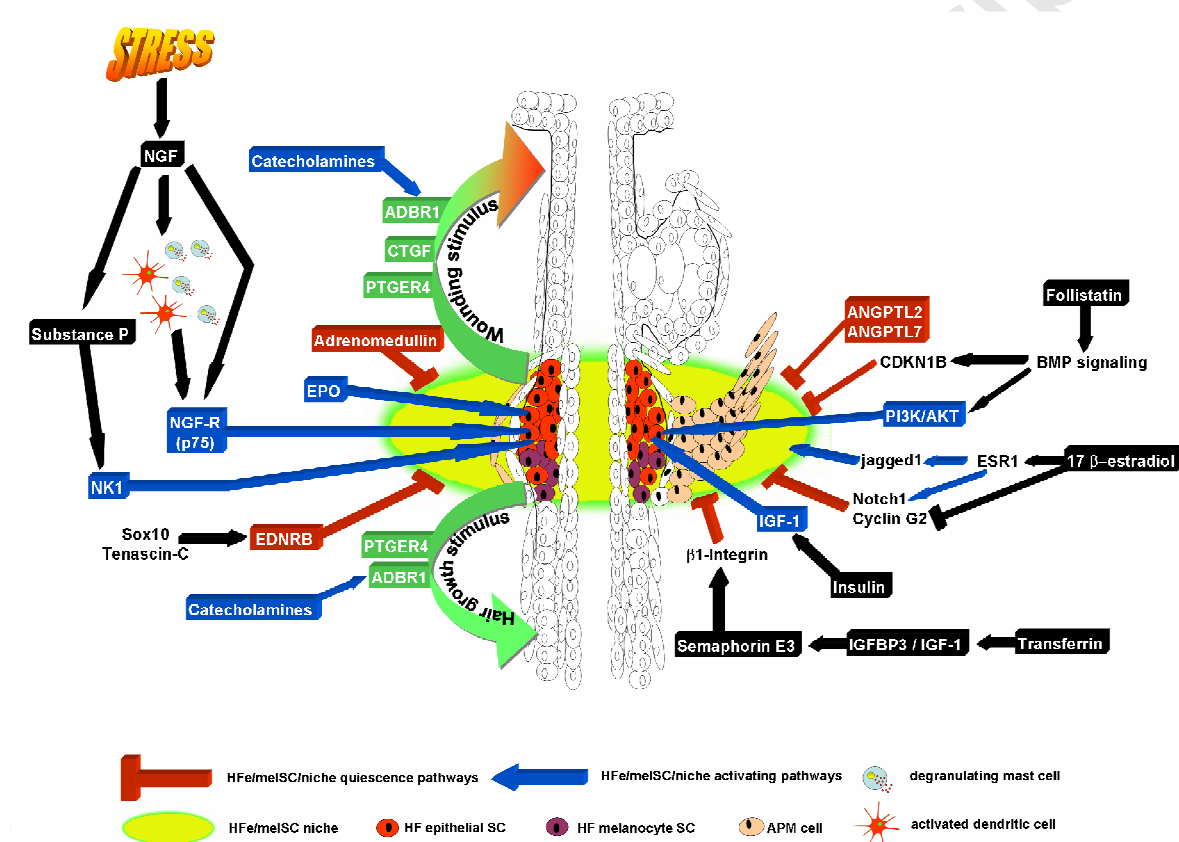 STRESS
NGF
Substance P
NGF-R
(p75)
NK1
Catecholamines
ADBR1
CTGF
PTGER4
Wounding stimulus
Adrenomedullin
EPO
Sox10
Tenascin-C
EDNRB
PTGER4
ADBR1
Hair growth stimulus
Catecholamines
ANGPTL2
ANGPTL7
Follistatin
CDKN1B
BMP signaling
PI3K/AKT
jagged1
ESR1
17 β–estradiol
Notch1
Cyclin G2
IGF-1
β1-Integrin
Insulin
Semaphorin E3
IGFBP3 / IGF-1
Transferrin
HFe/melSC/niche quiescence pathways
HFe/melSC/niche activating pathways
degranulating mast cell
HFe/melSC niche
HF epithelial SC
HF melanocyte SC
APM cell
activated dendritic cell